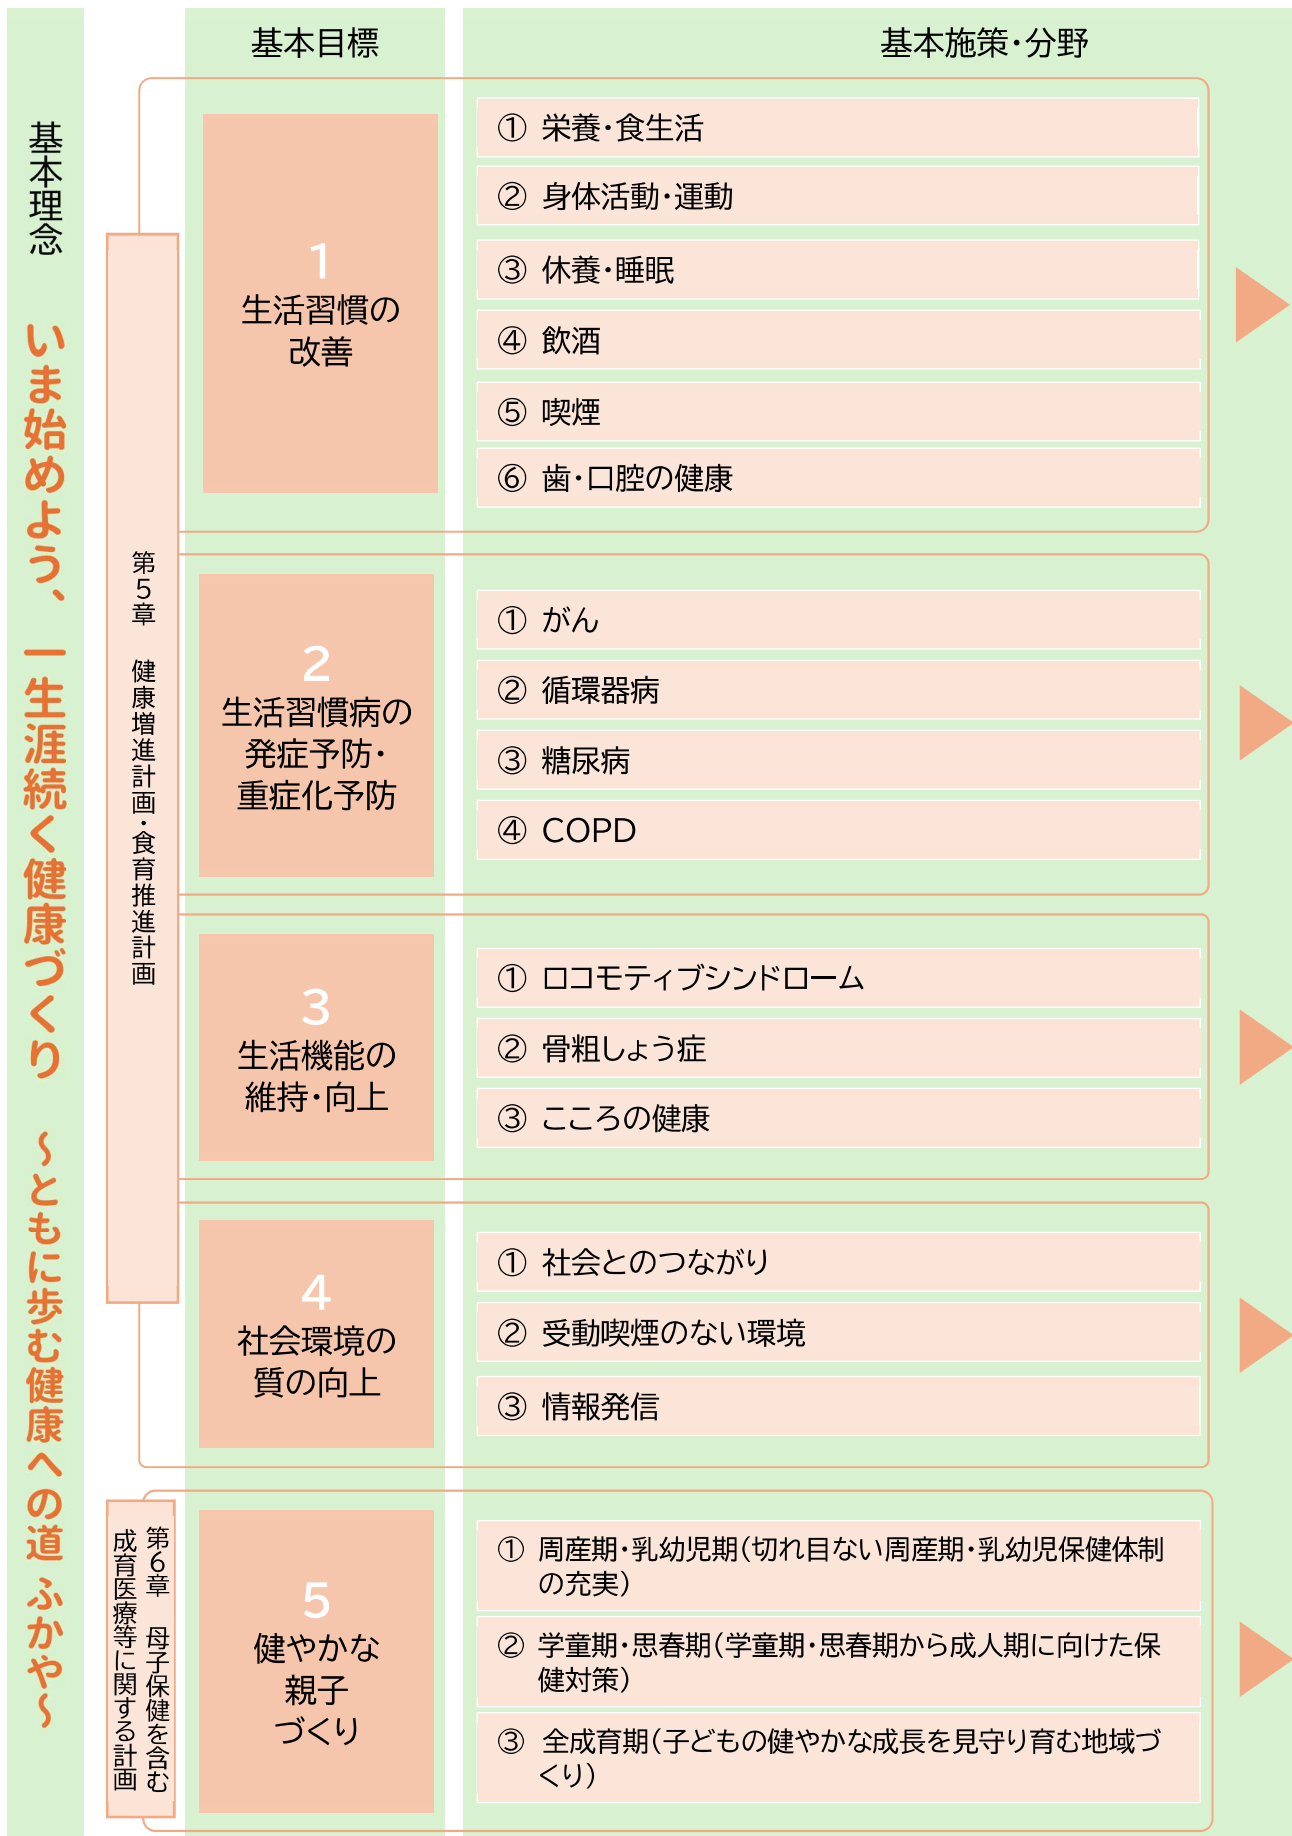 基本理念
いま始めよう、一生涯続く健康づくり ～ともに歩む健康への道 ふかや～
基本目標
基本施策・分野
第5章 健康増進計画・食育推進計画
1
生活習慣の
改善
① 栄養・食生活
② 身体活動・運動
③ 休養・睡眠
④ 飲酒
⑤ 喫煙
⑥ 歯・口腔の健康
2
生活習慣病の
発症予防・
重症化予防
① がん
② 循環器病
③ 糖尿病
④ COPD
3
生活機能の
維持・向上
① ロコモティブシンドローム
② 骨粗しょう症
③ こころの健康
4
社会環境の
質の向上
① 社会とのつながり
② 受動喫煙のない環境
③ 情報発信
第6章 母子保健を含む
成育医療等に関する計画
5
健やかな
親子
づくり
① 周産期・乳幼児期(切れ目ない周産期・乳幼児保健体制
の充実)
② 学童期・思春期(学童期・思春期から成人期に向けた保
健対策)
③ 全成育期(子どもの健やかな成長を見守り育む地域づ
くり)